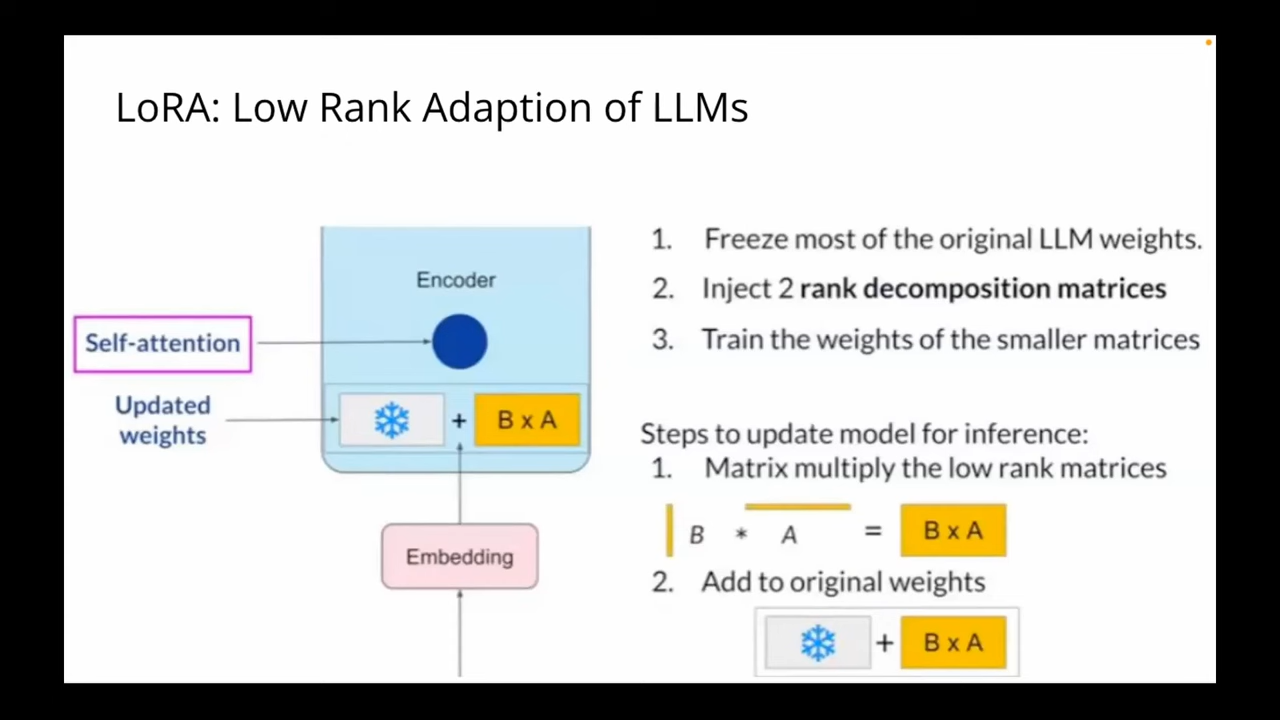 LoRA: Low Rank Adaption of LLMs
Encoder
Self-attention
Updated
weights
+ B x A
Embedding
1. Freeze most of the original LLM weights.
2. Inject 2 rank decomposition matrices
3. Train the weights of the smaller matrices
Steps to update model for inference:
1. Matrix multiply the low rank matrices
B * A = B x A
2. Add to original weights
+ B x A